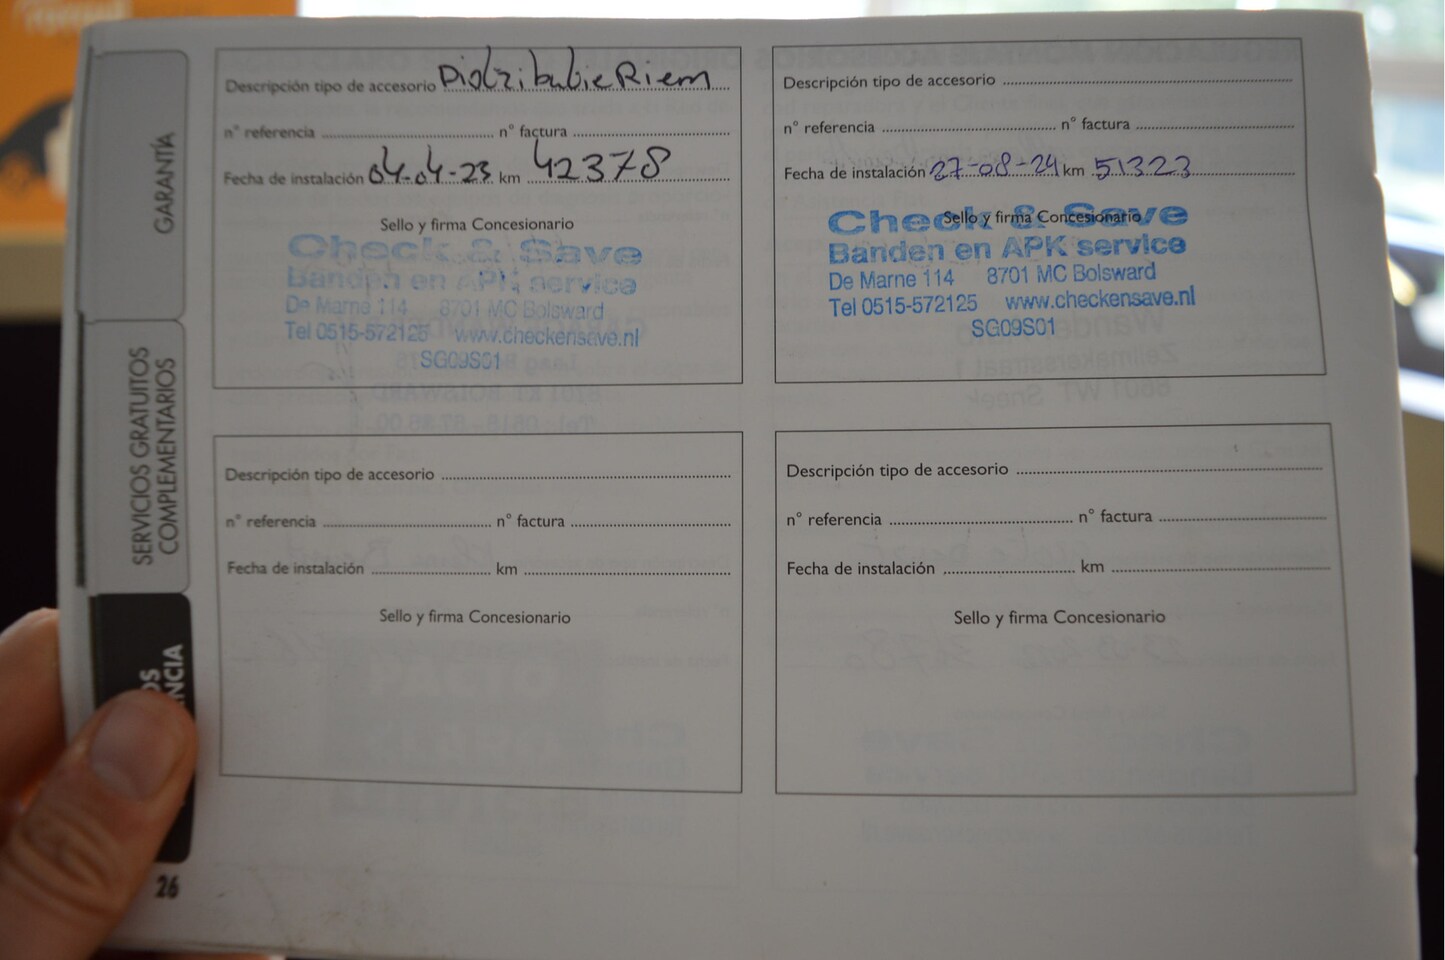 GARANTÍA
SERVICIOS GRATUITOS
COMPLEMENTARIOS
26
Descripción tipo de accesorio DistributieRiem
n° referencia n° factura
Fecha de instalación 04-04-23 km 42378
Sello y firma Concesionario
Check & Save
Banden en APK service
De Marne 114 8701 MC Bolsward
Tel 0515-572125 www.checkensave.nl
SG09S01
Descripción tipo de accesorio
n° referencia n° factura
Fecha de instalación 27-08-24 km 51323
Sello y firma Concesionario
Check & Save
Banden en APK service
De Marne 114 8701 MC Bolsward
Tel 0515-572125 www.checkensave.nl
SG09S01
Descripción tipo de accesorio
n° referencia n° factura
Fecha de instalación km
Sello y firma Concesionario
Descripción tipo de accesorio
n° referencia n° factura
Fecha de instalación km
Sello y firma Concesionario